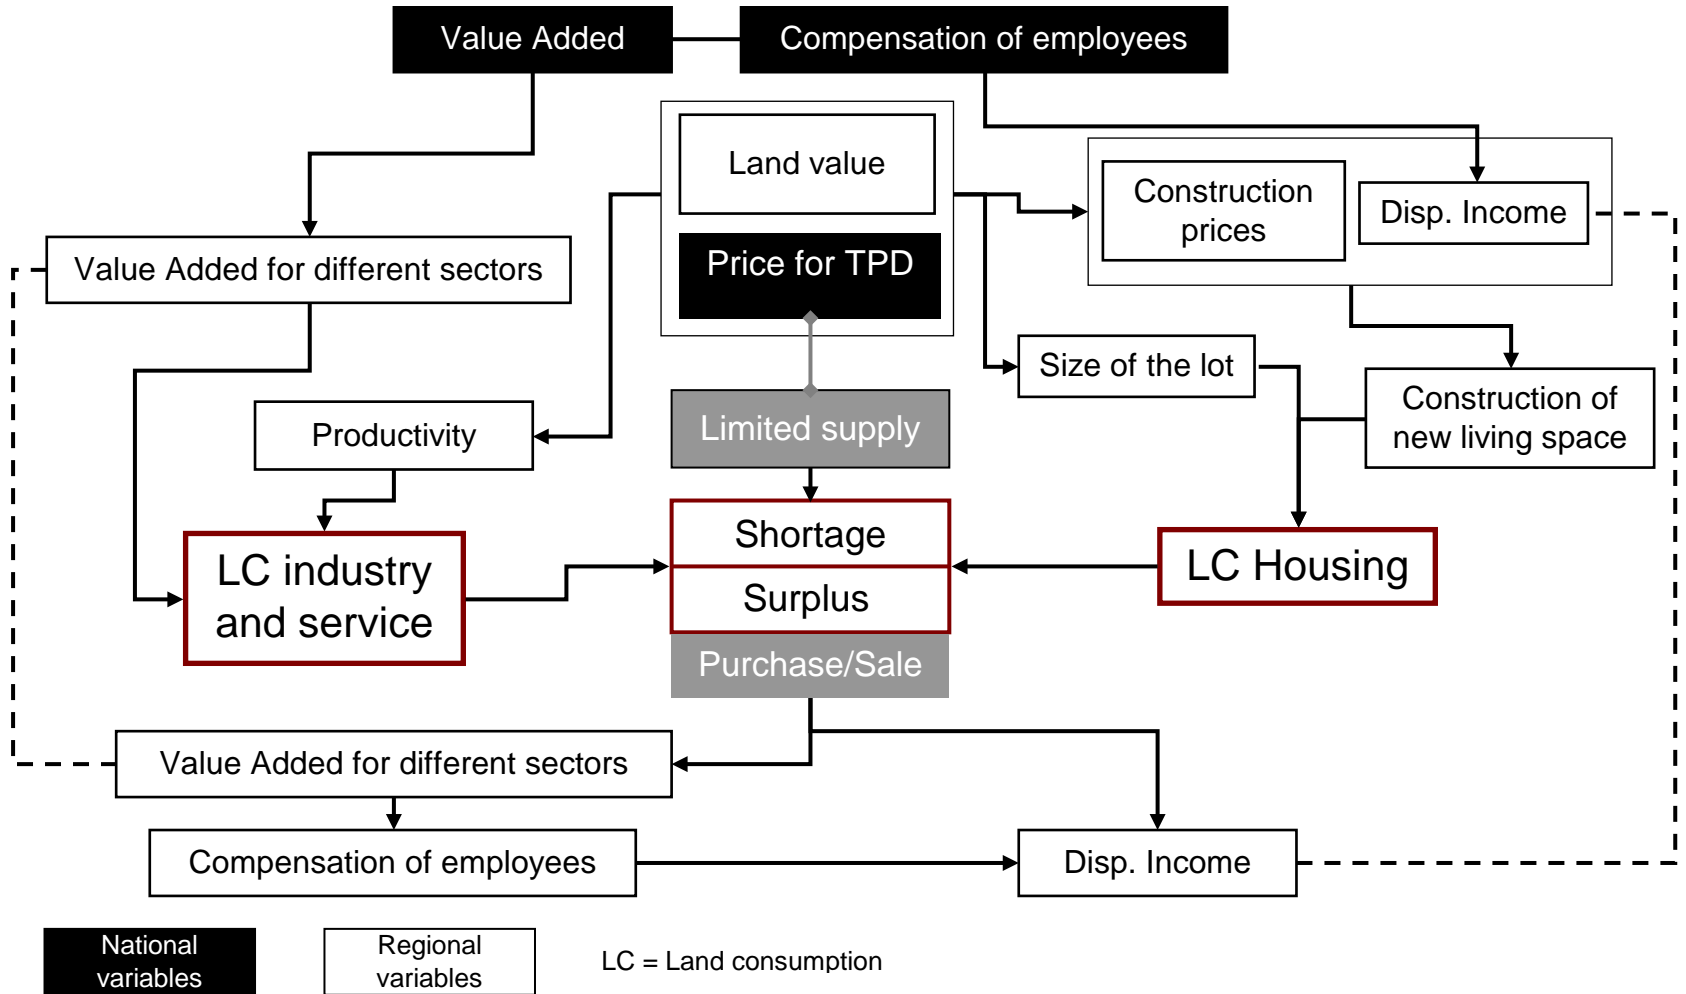 Value Added
Compensation of employees
Land value
Construction
prices
Disp. Income
Value Added for different sectors
Price for TPD
Size of the lot
Construction of
new living space
Productivity
Limited supply
Shortage
Surplus
LC industry
and service
LC Housing
Purchase/Sale
Value Added for different sectors
Compensation of employees
Disp. Income
National
variables
Regional
variables
LC = Land consumption